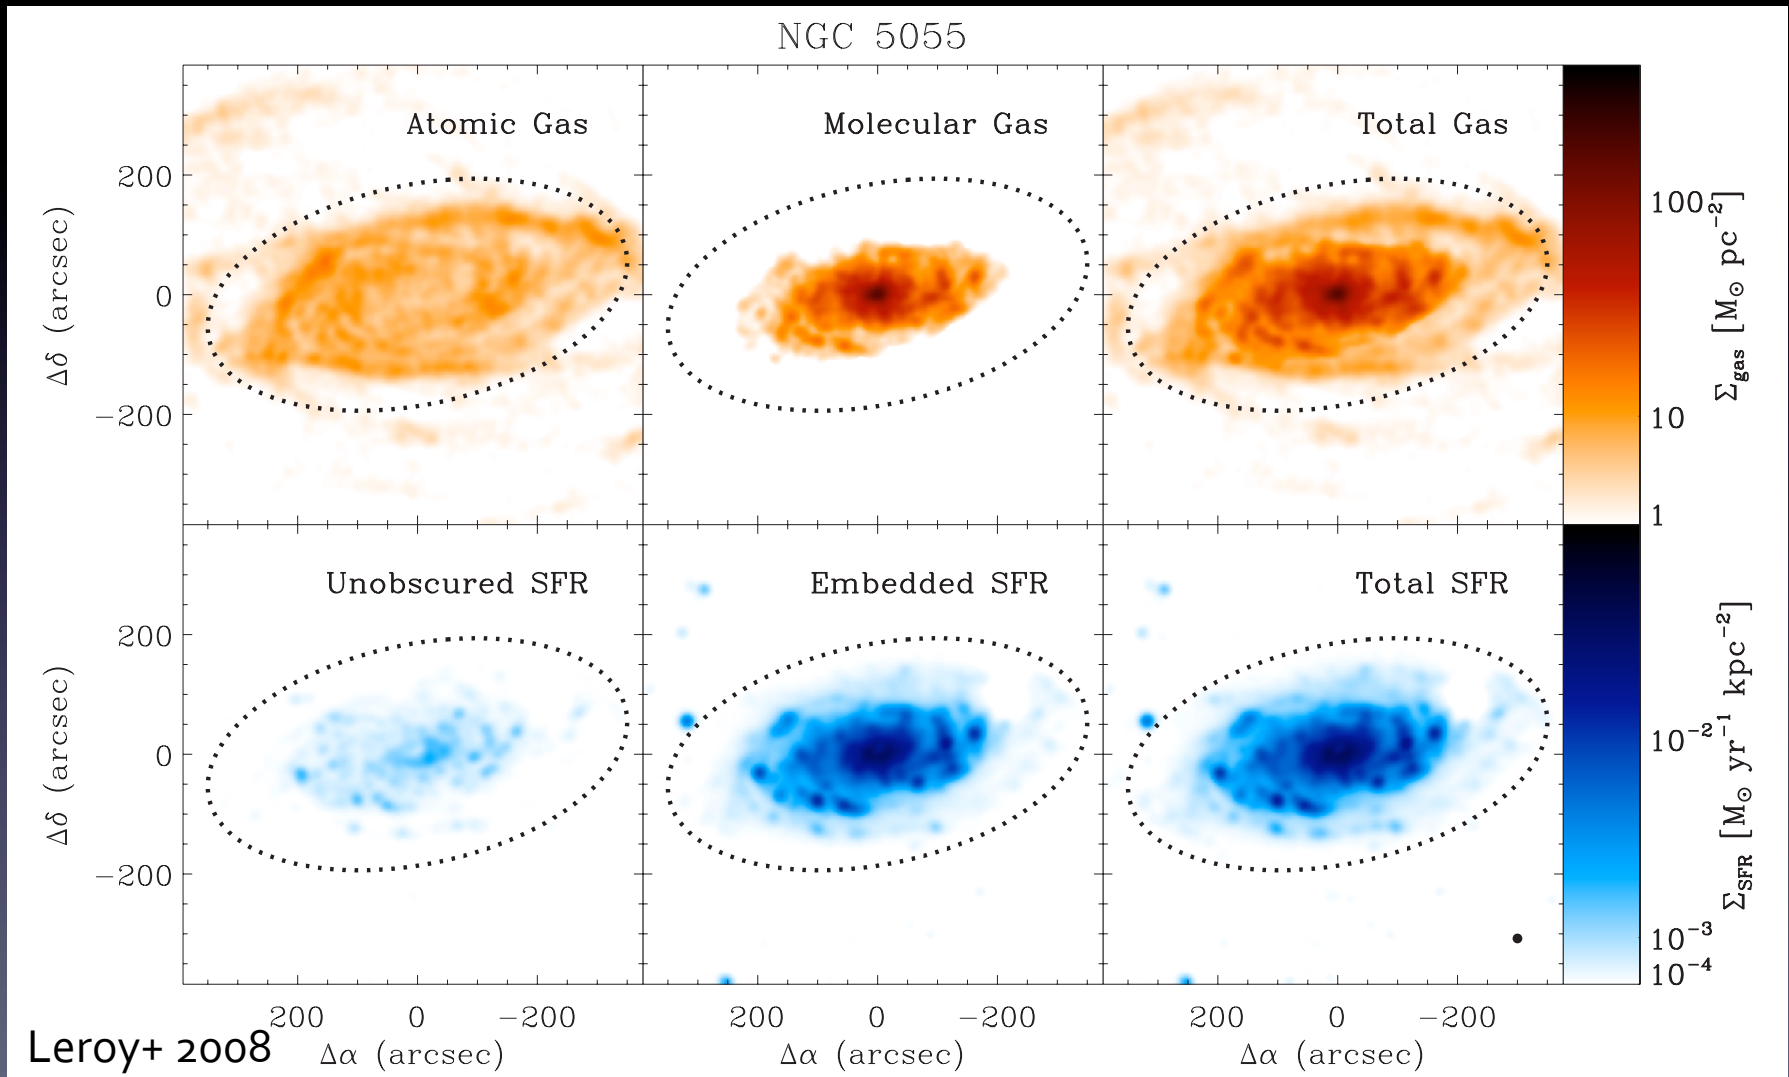 NGC 5055
Atomic Gas
Molecular Gas
Total Gas
200
0
−200
Δδ (arcsec)
100
10
1
Σgas [M⊙ pc−2]
Unobscured SFR
Embedded SFR
Total SFR
200
0
−200
Δδ (arcsec)
10−2
10−3
10−4
ΣSFR [M⊙ yr−1 kpc−2]
200 0 −200
200 0 −200
200 0 −200
Δα (arcsec)
Δα (arcsec)
Δα (arcsec)
Leroy+ 2008